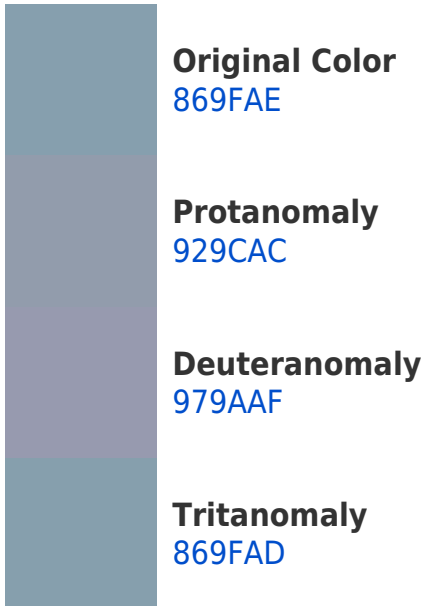 Original Color
869FAE
Protanomaly
929CAC
Deuteranomaly
979AAF
Tritanomaly
869FAD